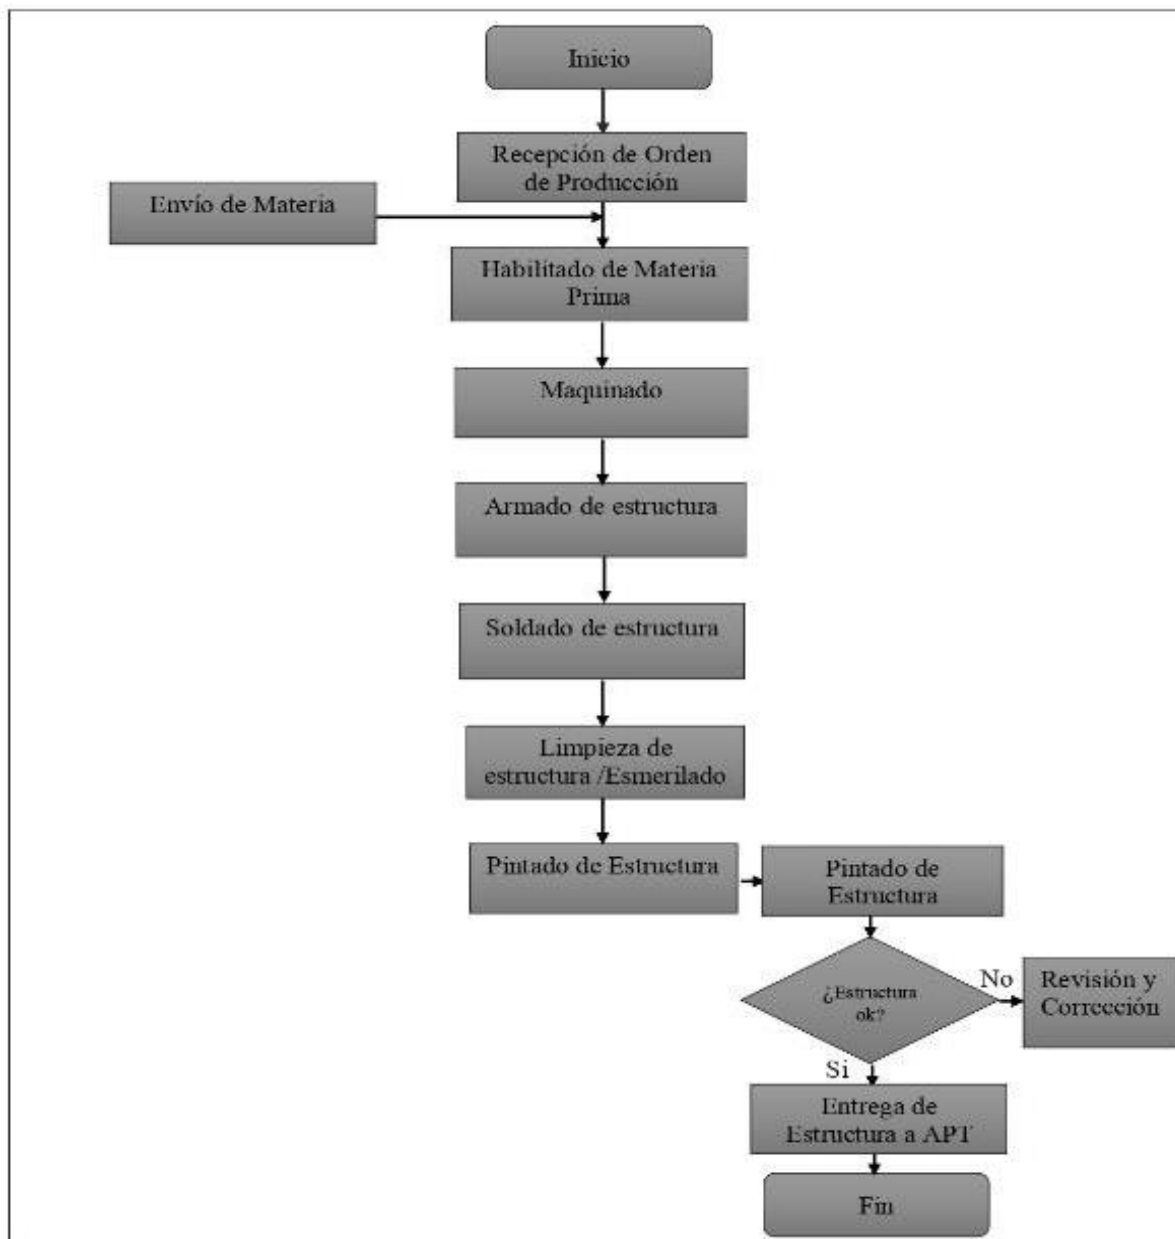 Inicio
Recepción de Orden
de Producción
Envío de Materia
Habilitado de Materia
Prima
Maquinado
Armado de estructura
Soldado de estructura
Limpieza de
estructura /Esmerilado
Pintado de Estructura
Pintado de
Estructura
¿Estructura
ok?
No
Revisión y
Corrección
Si
Entrega de
Estructura a APT
Fin